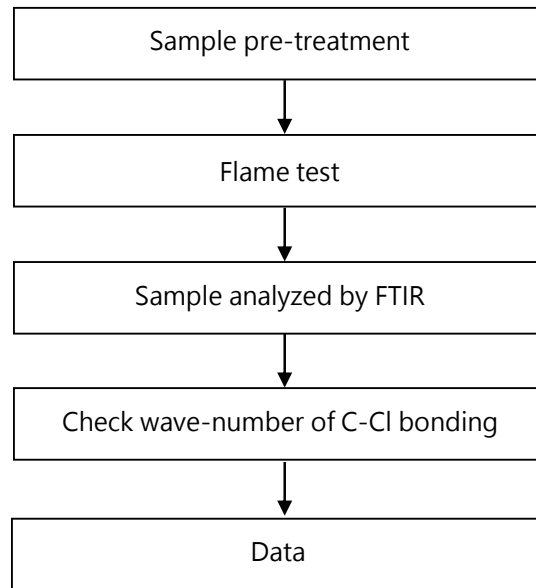 Sample pre-treatment
Flame test
Sample analyzed by FTIR
Check wave-number of C-Cl bonding
Data